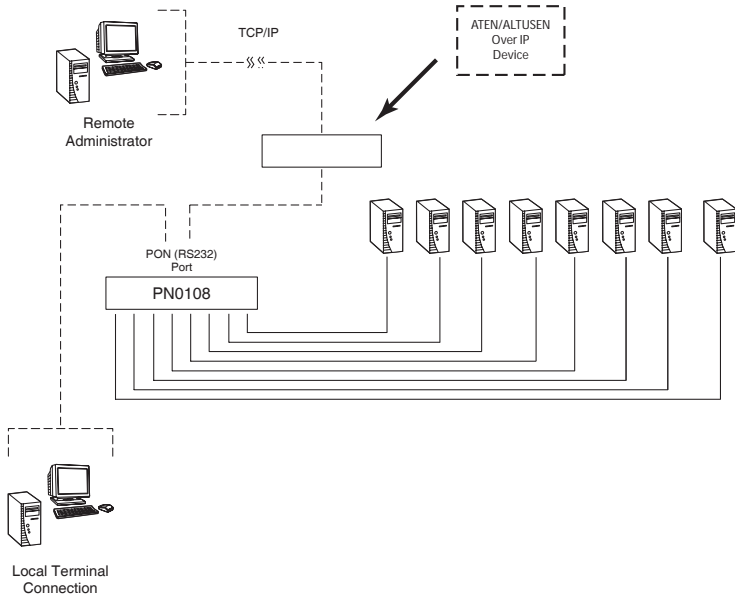 TCP/IP
ATEN/ALTUSEN
Over IP
Device
Remote
Administrator
PON (RS232)
Port
PN0108
Local Terminal
Connection